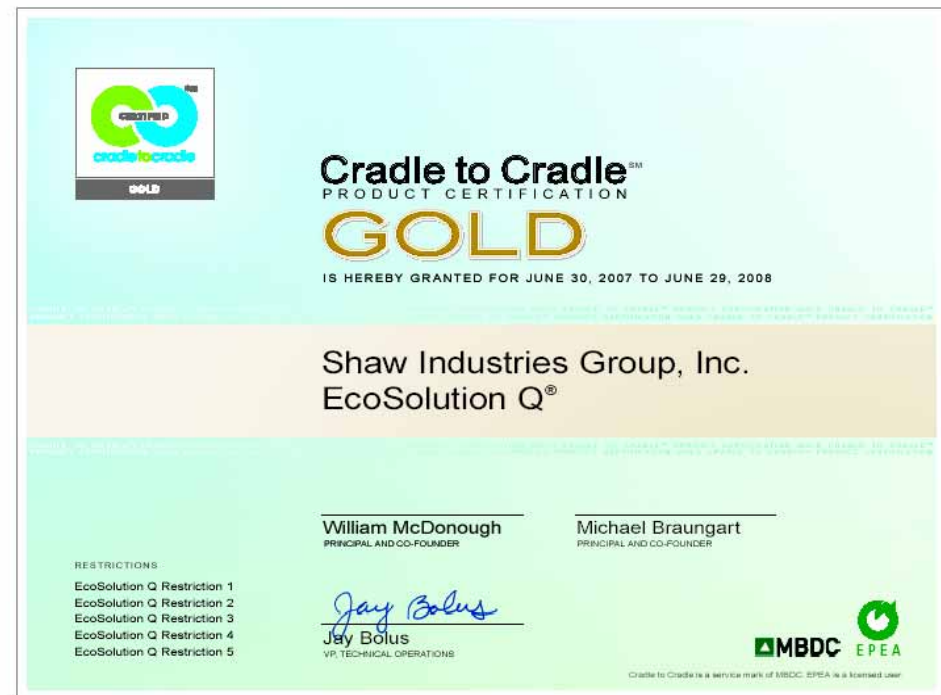 CERTIFIED
cradletocradle
GOLD
Cradle to Cradle℠
PRODUCT CERTIFICATION
GOLD
IS HEREBY GRANTED FOR JUNE 30, 2007 TO JUNE 29, 2008
Shaw Industries Group, Inc.
EcoSolution Q®
William McDonough
PRINCIPAL AND CO-FOUNDER
Michael Braungart
PRINCIPAL AND CO-FOUNDER
RESTRICTIONS
EcoSolution Q Restriction 1
EcoSolution Q Restriction 2
EcoSolution Q Restriction 3
EcoSolution Q Restriction 4
EcoSolution Q Restriction 5
Jay Bolus
Jay Bolus
VP, TECHNICAL OPERATIONS
MBDC
EPEA
Cradle to Cradle is a service mark of MBDC. EPEA is a licensed user